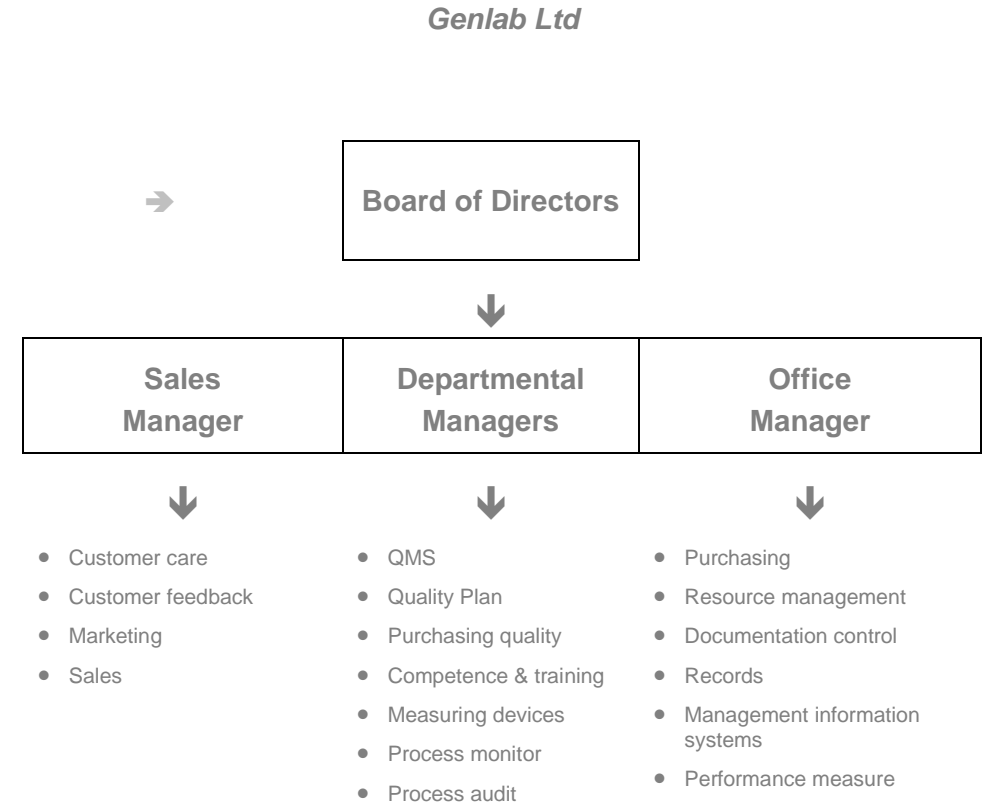 Genlab Ltd
Board of Directors
Sales
Manager
Departmental
Managers
Office
Manager
Customer care
Customer feedback
Marketing
Sales
QMS
Quality Plan
Purchasing quality
Competence & training
Measuring devices
Process monitor
Process audit
Purchasing
Resource management
Documentation control
Records
Management information
systems
Performance measure